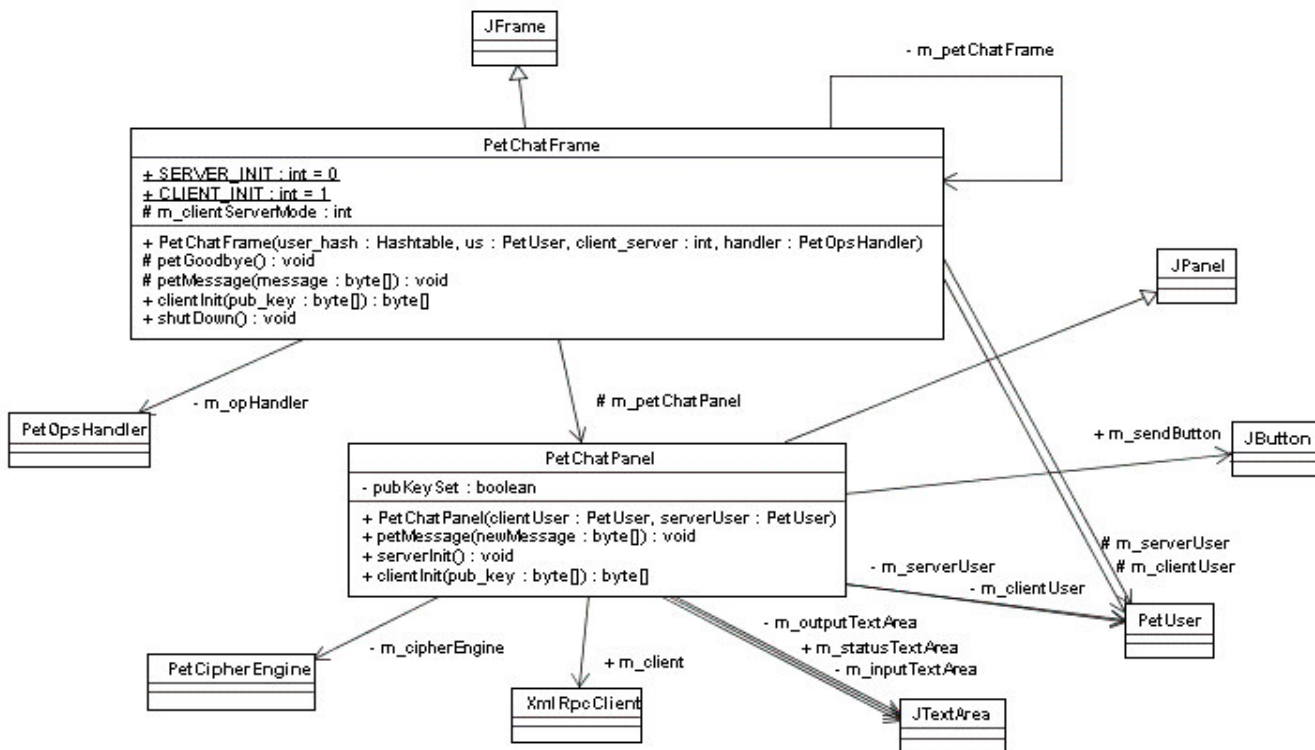 JFrame
- m_petChatFrame
PetChatFrame
+ SERVER_INIT : int = 0
+ CLIENT_INIT : int = 1
# m_clientServerMode : int
+ PetChatFrame(user_hash : Hashtable, us : PetUser, client_server : int, handler : PetOpsHandler)
# petGoodbye() : void
# petMessage(message : byte[]) : void
+ clientInit(pub_key : byte[]) : byte[]
+ shutDown() : void
JPanel
- m_opHandler
# m_petChatPanel
PetOpsHandler
+ m_sendButton
JButton
PetChatPanel
- pubKeySet : boolean
+ PetChatPanel(clientUser : PetUser, serverUser : PetUser)
+ petMessage(newMessage : byte[]) : void
+ serverInit() : void
+ clientInit(pub_key : byte[]) : byte[]
# m_serverUser
# m_clientUser
- m_serverUser
- m_clientUser
PetUser
- m_outputTextArea
+ m_statusTextArea
- m_inputTextArea
- m_cipherEngine
+ m_client
PetCipherEngine
XmlRpcClient
JTextArea